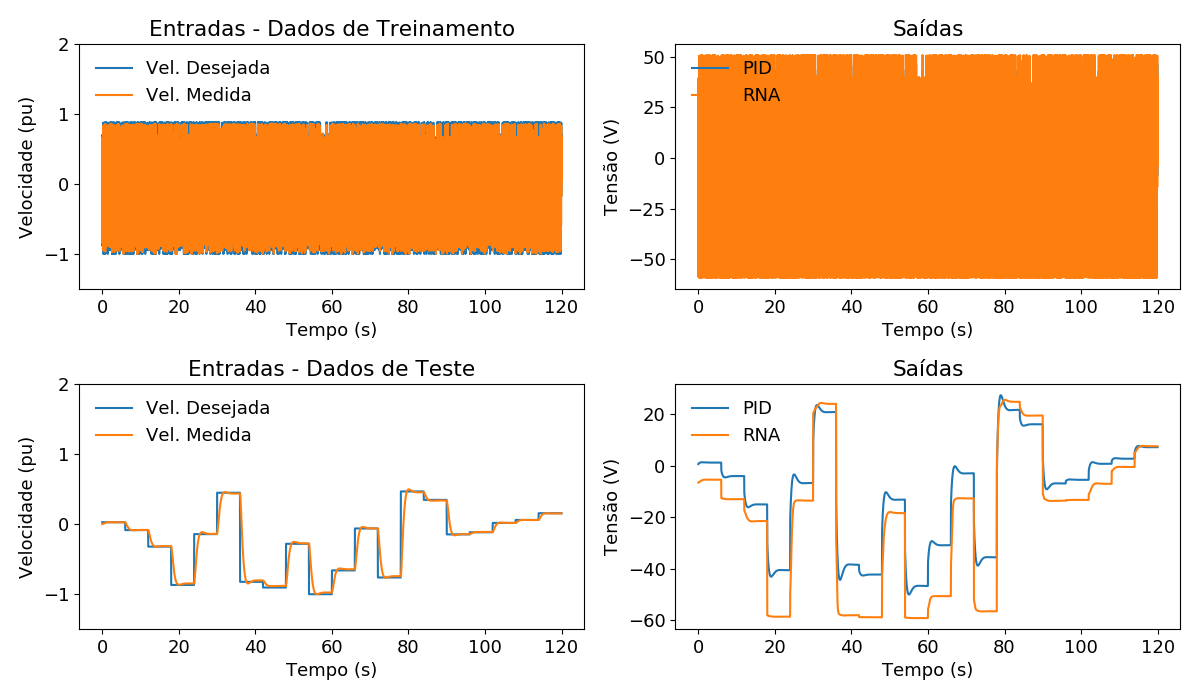 Entradas - Dados de Treinamento
Vel. Desejada
Vel. Medida
Velocidade (pu)
2
1
0
−1
0 20 40 60 80 100 120
Tempo (s)
Saídas
PID
RNA
Tensão (V)
50
25
0
−25
−50
0 20 40 60 80 100 120
Tempo (s)
Entradas - Dados de Teste
Vel. Desejada
Vel. Medida
Velocidade (pu)
2
1
0
−1
0 20 40 60 80 100 120
Tempo (s)
Saídas
PID
RNA
Tensão (V)
20
0
−20
−40
−60
0 20 40 60 80 100 120
Tempo (s)